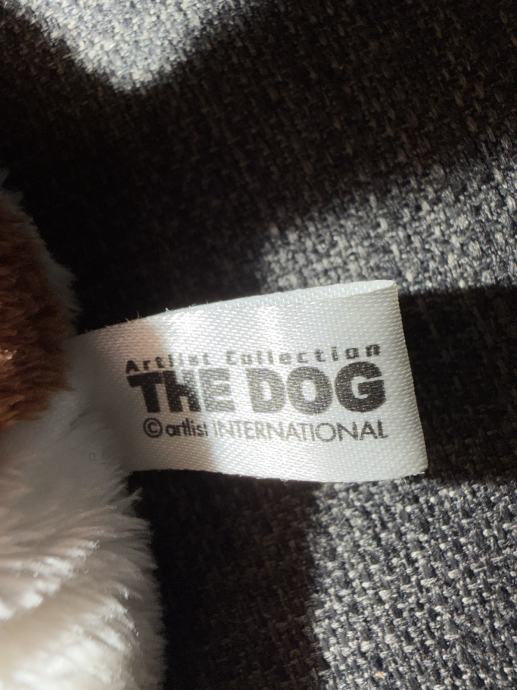 Artlist Collection
THE DOG
© artlist INTERNATIONAL